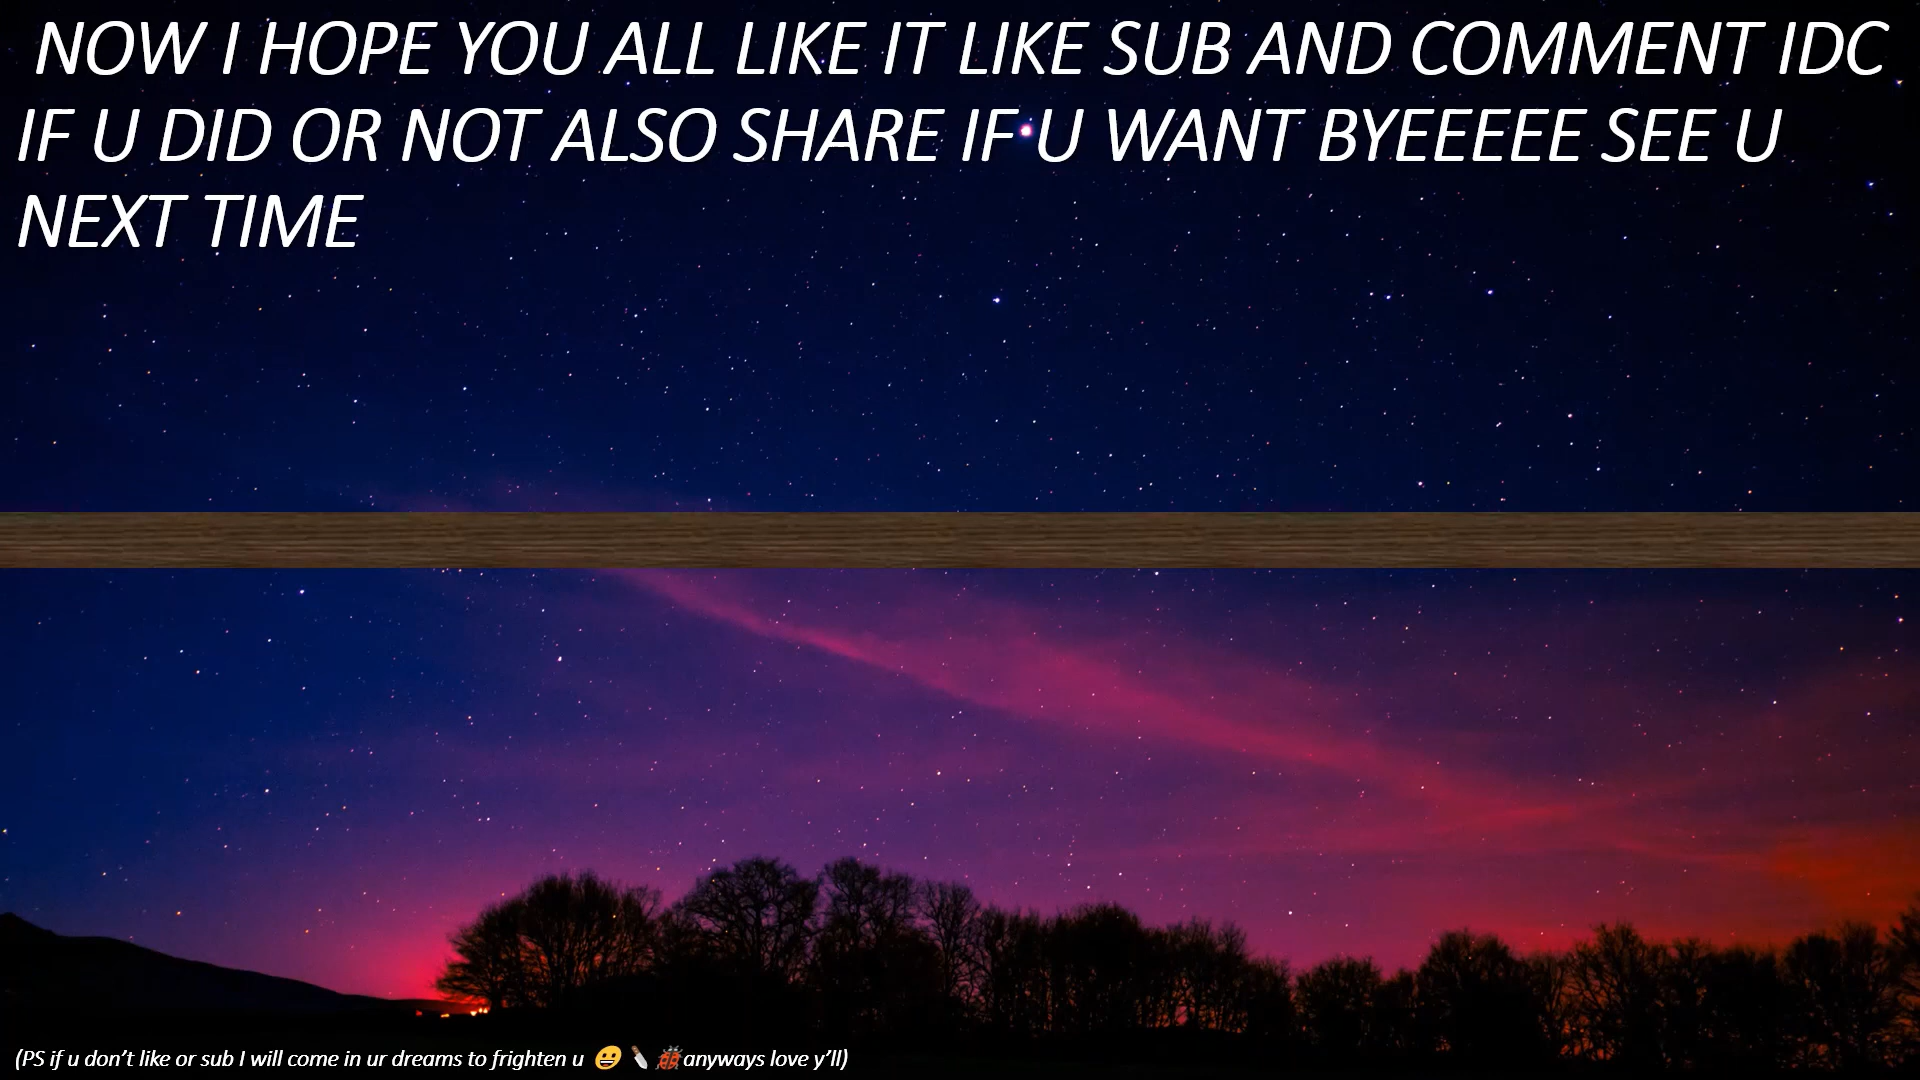 NOW I HOPE YOU ALL LIKE IT LIKE SUB AND COMMENT IDC
IF U DID OR NOT ALSO SHARE IF U WANT BYEEEEE SEE U
NEXT TIME
(PS if u don’t like or sub I will come in ur dreams to frighten u 😀🔪🐞anyways love y’ll)